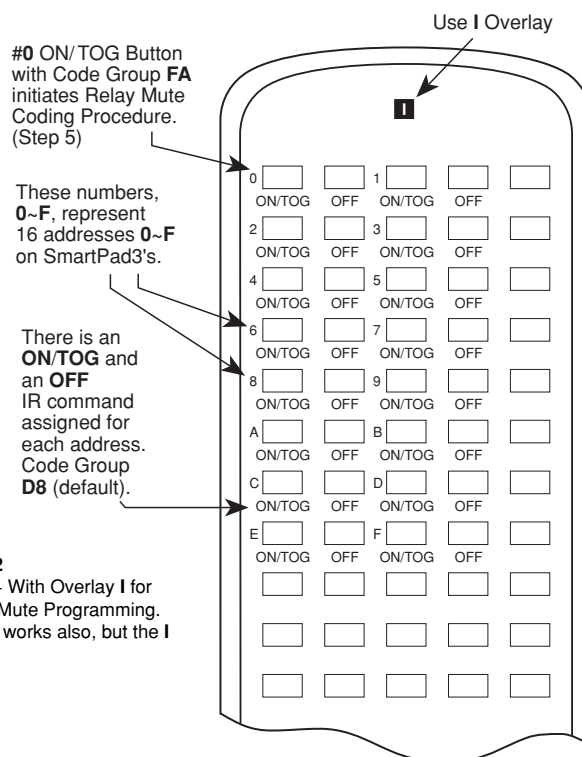 Use I Overlay
#0 ON/TOG Button
with Code Group FA
initiates Relay Mute
Coding Procedure.
(Step 5)
I
0 1
ON/TOG OFF ON/TOG OFF
These numbers,
0~F, represent
16 addresses 0~F
on SmartPad3's.
2 3
ON/TOG OFF ON/TOG OFF
4 5
ON/TOG OFF ON/TOG OFF
6 7
ON/TOG OFF ON/TOG OFF
There is an
ON/TOG and
an OFF
IR command
assigned for
each address.
Code Group
D8 (default).
8 9
ON/TOG OFF ON/TOG OFF
A B
ON/TOG OFF ON/TOG OFF
C D
ON/TOG OFF ON/TOG OFF
E F
ON/TOG OFF ON/TOG OFF
2
- With Overlay I for
Mute Programming.
works also, but the I